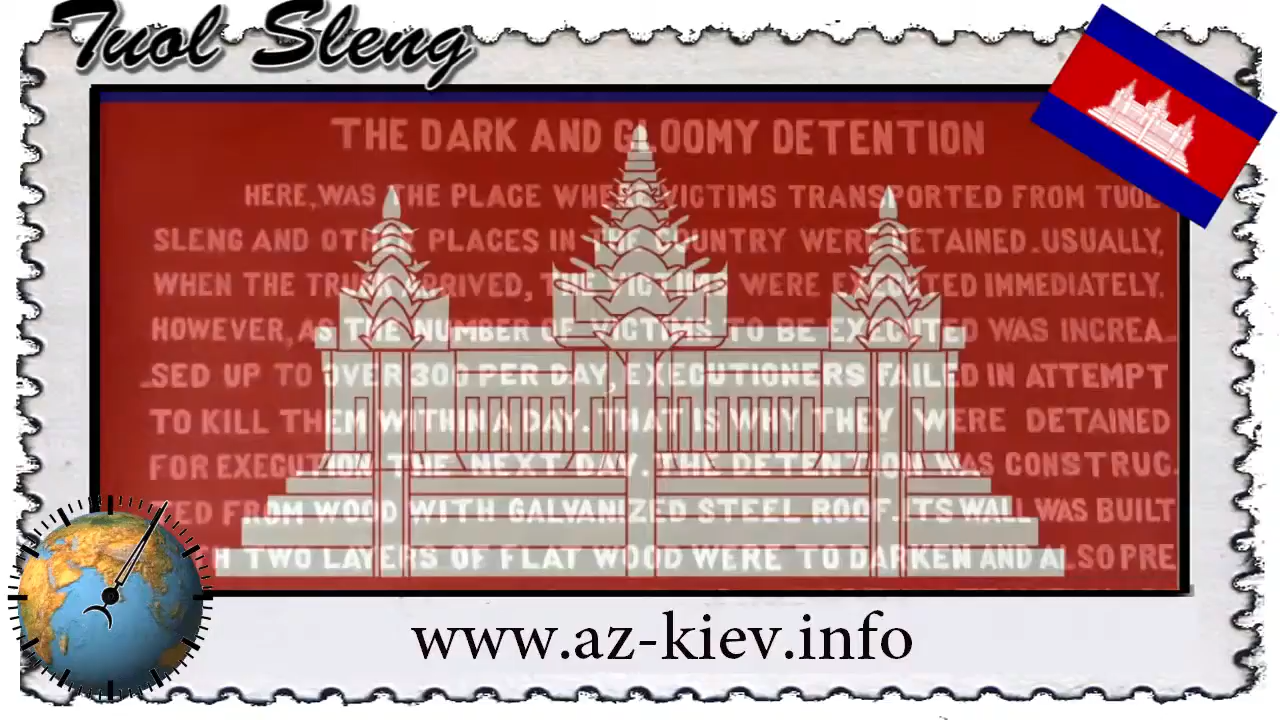 Tuol Sleng
THE DARK AND GLOOMY DETENTION
HERE, WAS THE PLACE WHERE VICTIMS TRANSPORTED FROM TUOL
SLENG AND OTHER PLACES IN THE COUNTRY WERE DETAINED. USUALLY,
WHEN THE TRUCK ARRIVED, THE VICTIMS WERE EXECUTED IMMEDIATELY.
HOWEVER, AS THE NUMBER OF VICTIMS TO BE EXECUTED WAS INCREA-
-SED UP TO OVER 300 PER DAY, EXECUTIONERS FAILED IN ATTEMPT
TO KILL THEM WITHIN A DAY. THAT IS WHY THEY WERE DETAINED
FOR EXECUTION THE NEXT DAY. THE DETENTION WAS CONSTRUC-
TED FROM WOOD WITH GALVANIZED STEEL ROOF. ITS WALL WAS BUILT
TWO LAYERS OF FLAT WOOD WERE TO DARKEN AND ALSO PRE
www.az-kiev.info